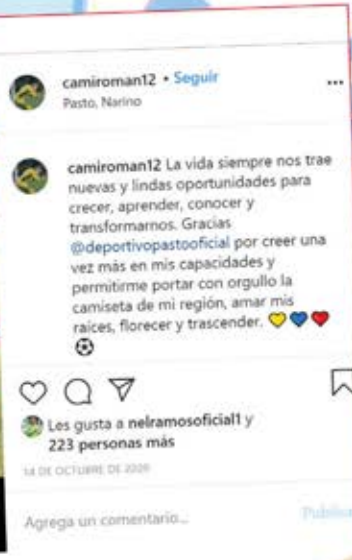 camiroman12 • Seguir
Pasto, Narino
camiroman12 La vida siempre nos trae
nuevas y lindas oportunidades para
crecer, aprender, conocer y
transformarnos. Gracias
@deportivopastooficial por creer una
vez más en mis capacidades y
permitirme portar con orgullo la
camiseta de mi región, amar mis
raíces, florecer y trascender. 💛💙❤️
⚽
Les gusta a nelramosoficial1 y
223 personas más
14 DE OCTUBRE DE 2020
Agrega un comentario...
Publicar